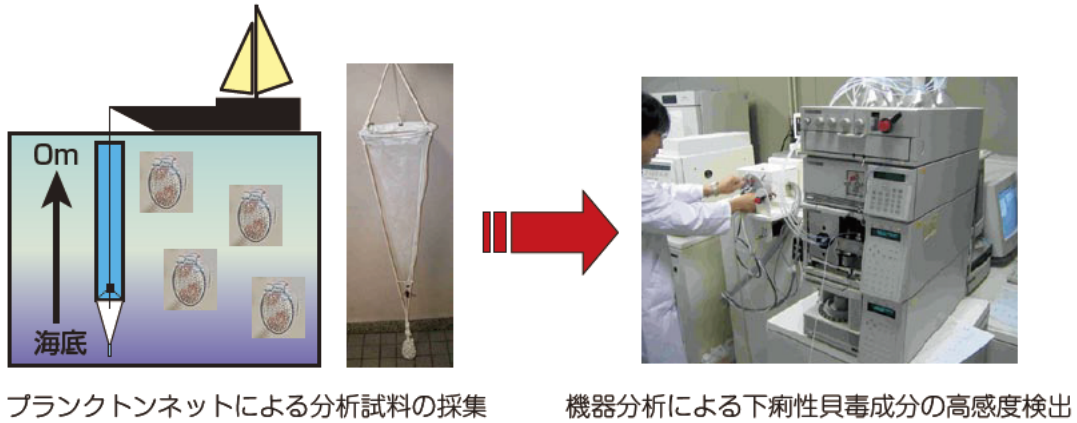 0m
海底
プランクトンネットによる分析試料の採集
機器分析による下痢性貝毒成分の高感度検出